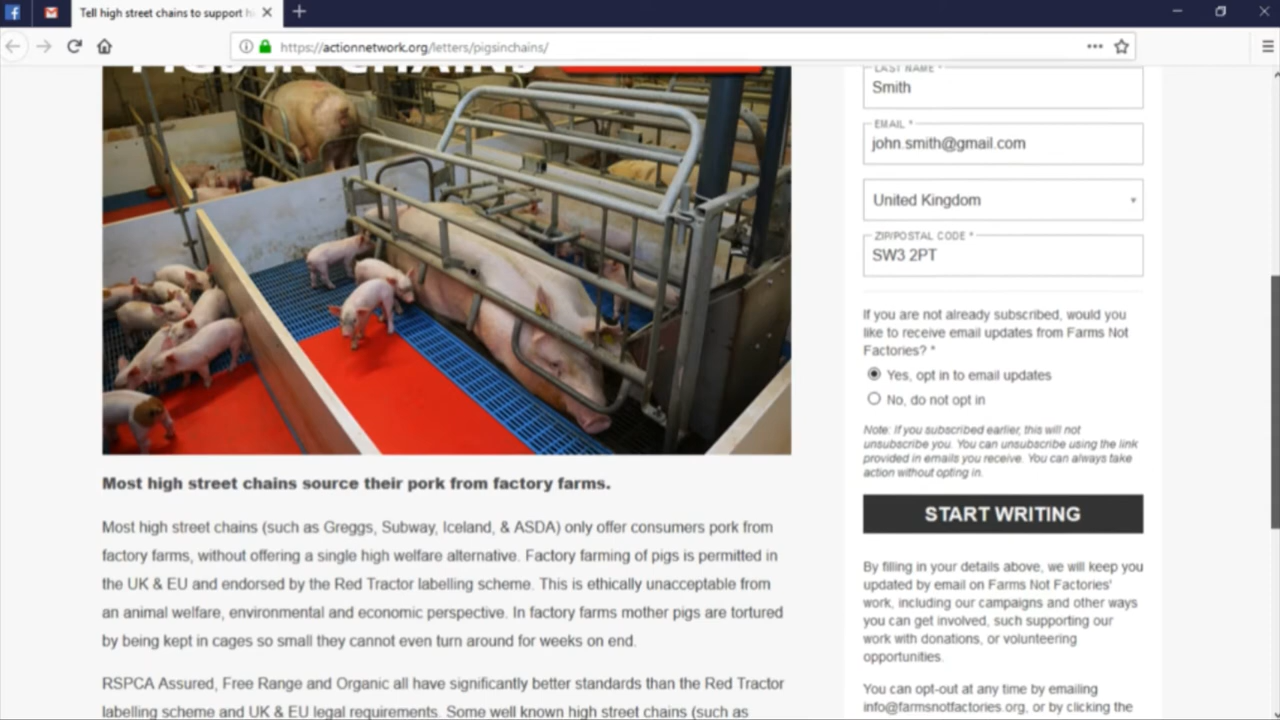 Tell high street chains to support h
https://actionnetwork.org/letters/pigsinchains/
PIGS IN CHAINS
Most high street chains source their pork from factory farms.
Most high street chains (such as Greggs, Subway, Iceland, & ASDA) only offer consumers pork from
factory farms, without offering a single high welfare alternative. Factory farming of pigs is permitted in
the UK & EU and endorsed by the Red Tractor labelling scheme. This is ethically unacceptable from
an animal welfare, environmental and economic perspective. In factory farms mother pigs are tortured
by being kept in cages so small they cannot even turn around for weeks on end.
RSPCA Assured, Free Range and Organic all have significantly better standards than the Red Tractor
labelling scheme and UK & EU legal requirements. Some well known high street chains (such as
LAST NAME *
Smith
EMAIL *
john.smith@gmail.com
United Kingdom
ZIP/POSTAL CODE *
SW3 2PT
If you are not already subscribed, would you
like to receive email updates from Farms Not
Factories? *
Yes, opt in to email updates
No, do not opt in
Note: If you subscribed earlier, this will not
unsubscribe you. You can unsubscribe using the link
provided in emails you receive. You can always take
action without opting in.
START WRITING
By filling in your details above, we will keep you
updated by email on Farms Not Factories'
work, including our campaigns and other ways
you can get involved, such supporting our
work with donations, or volunteering
opportunities.
You can opt-out at any time by emailing
info@farmsnotfactories.org, or by clicking the